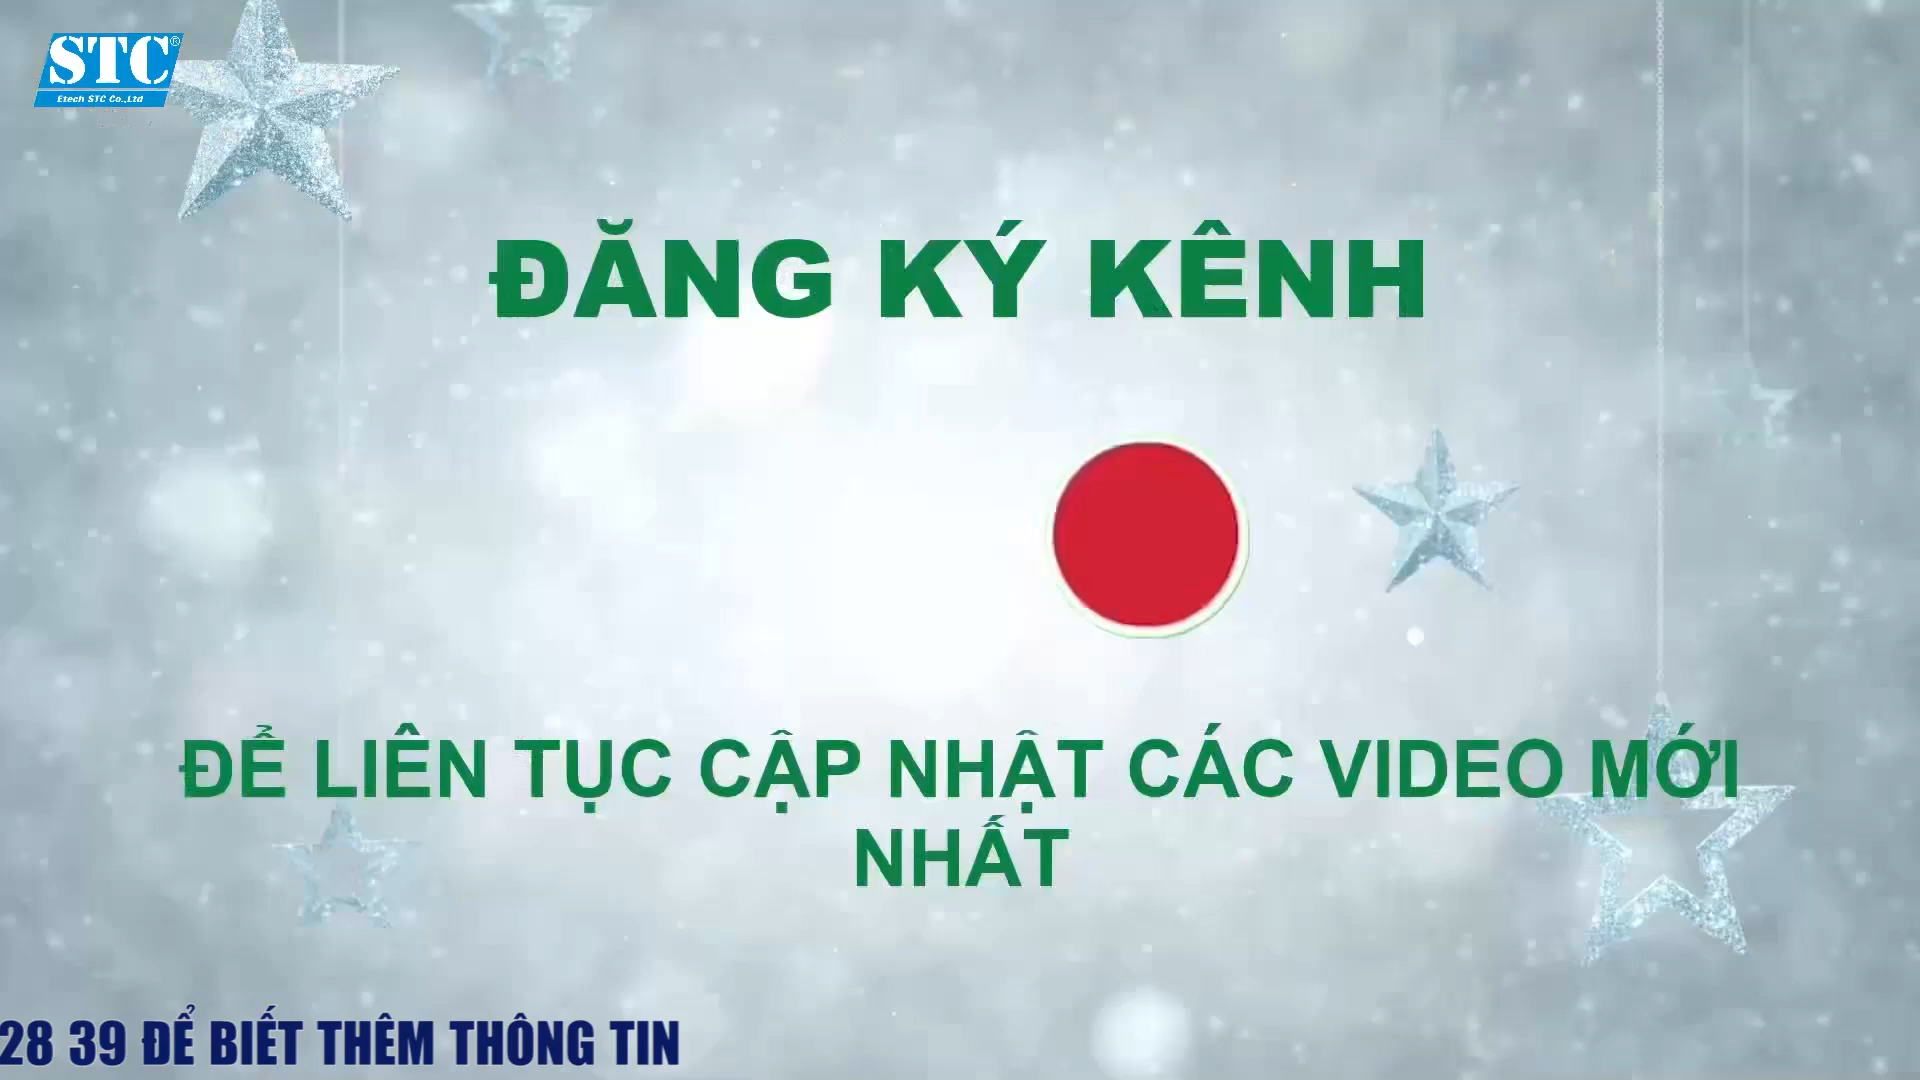 STC®
Etech STC Co.,Ltd
ĐĂNG KÝ KÊNH
ĐỂ LIÊN TỤC CẬP NHẬT CÁC VIDEO MỚI
NHẤT
28 39 ĐỂ BIẾT THÊM THÔNG TIN